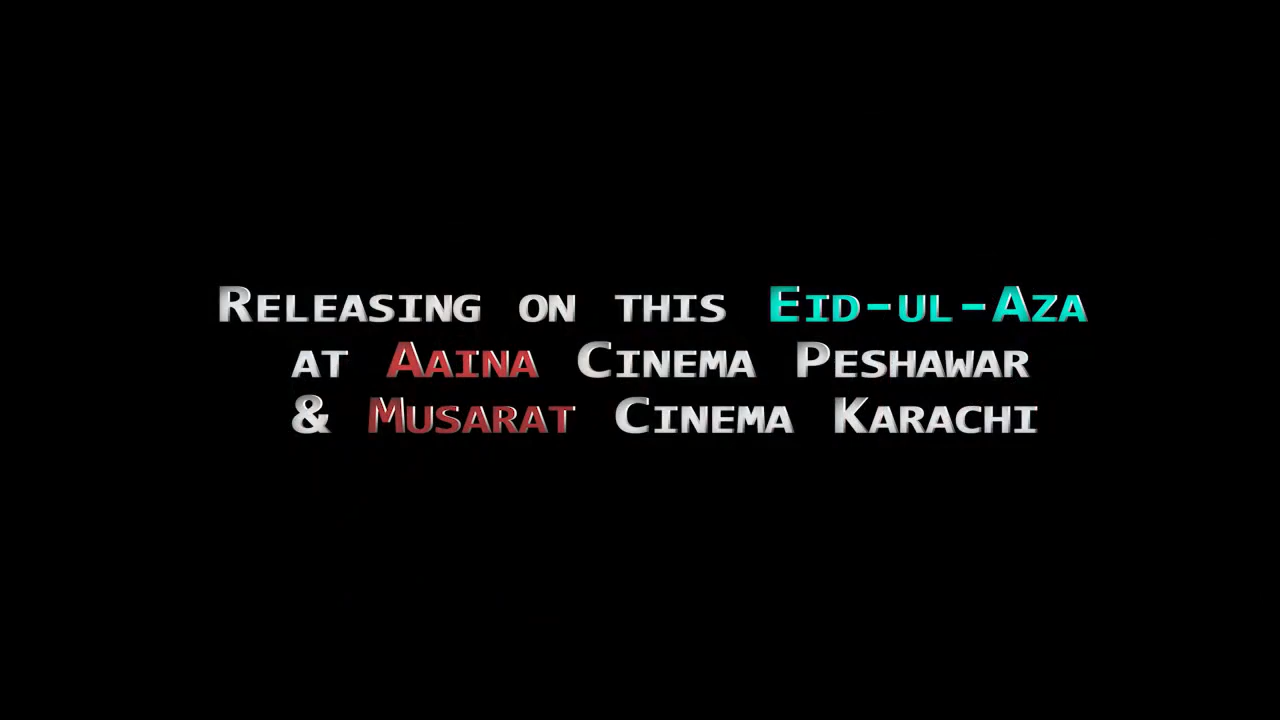 Releasing on this Eid-ul-Aza
at Aaina Cinema Peshawar
& Musarat Cinema Karachi